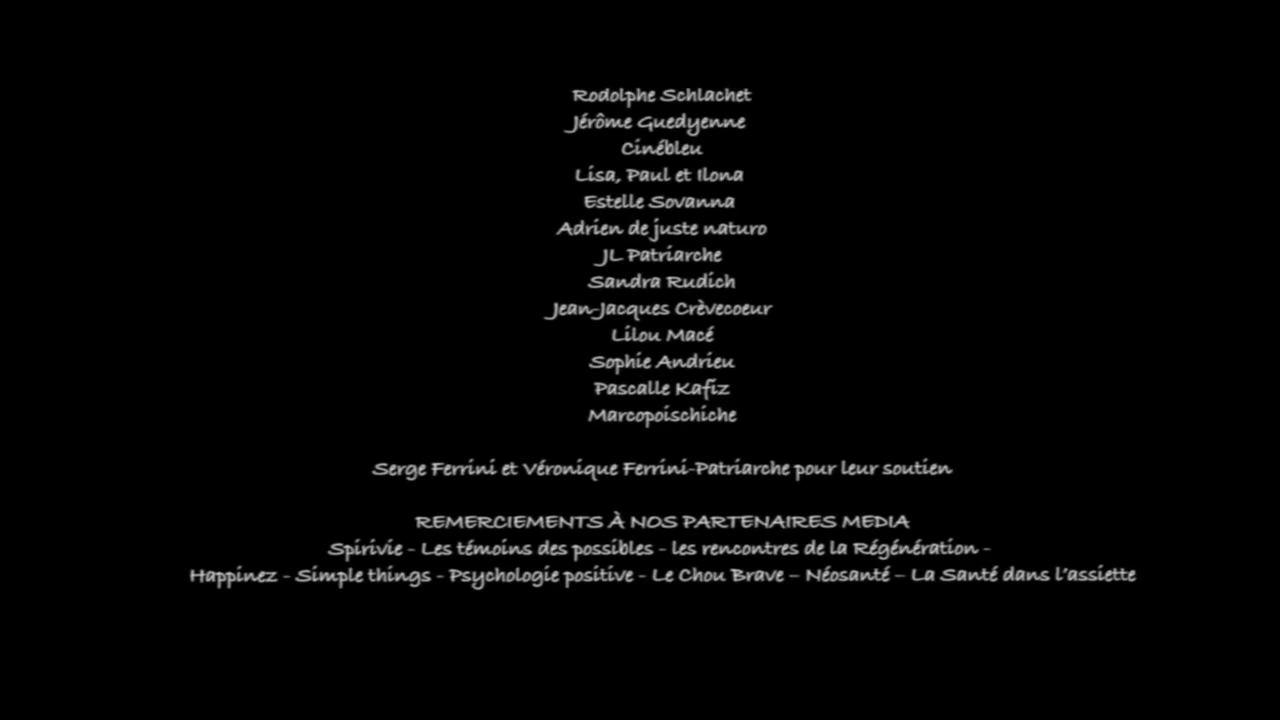 Rodolphe Schlachet
Jérôme Guedyenne
Cinébleu
Lisa, Paul et Ilona
Estelle Sovanna
Adrien de juste naturo
JL Patriarche
Sandra Rudich
Jean-Jacques Crèvecoeur
Lilou Macé
Sophie Andrieu
Pascalle Kafiz
Marcopoischiche
Serge Ferrini et Véronique Ferrini-Patriarche pour leur soutien
REMERCIEMENTS À NOS PARTENAIRES MEDIA
Spirivie - Les témoins des possibles - les rencontres de la Régénération -
Happinez - Simple things - Psychologie positive - Le Chou Brave – Néosanté – La Santé dans l'assiette